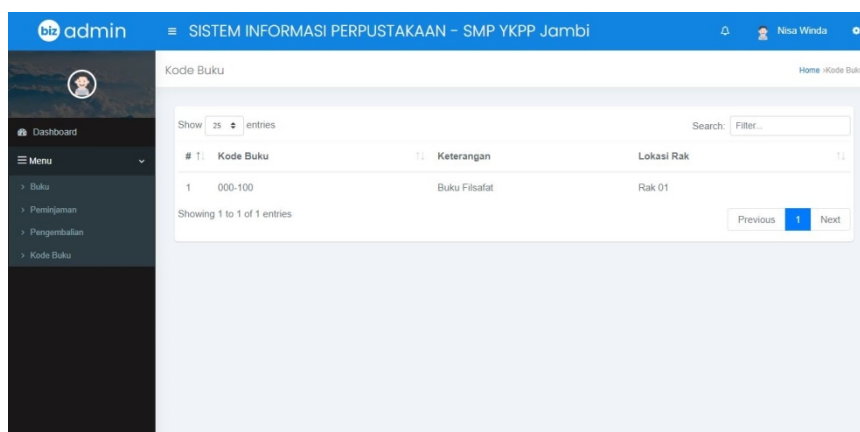 biz admin
≡ SISTEM INFORMASI PERPUSTAKAAN - SMP YKPP Jambi
Nisa Winda
Kode Buku
Home >Kode Buku
Dashboard
Menu
> Buku
> Peminjaman
> Pengembalian
> Kode Buku
Show 25 entries
Search: Filter...
# Kode Buku Keterangan Lokasi Rak
1 000-100 Buku Filsafat Rak 01
Showing 1 to 1 of 1 entries
Previous 1 Next